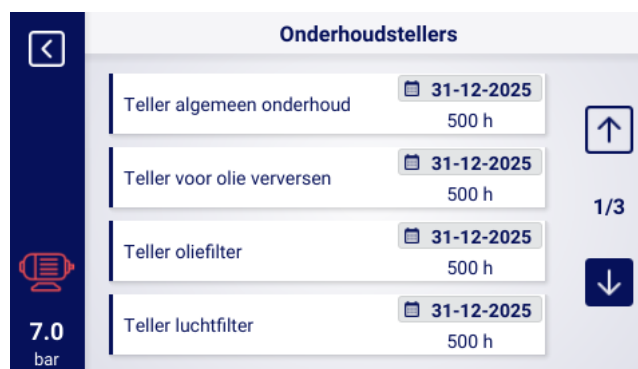 Onderhoudstellers
Teller algemeen onderhoud
31-12-2025
500 h
Teller voor olie verversen
31-12-2025
500 h
1/3
Teller oliefilter
31-12-2025
500 h
Teller luchtfilter
31-12-2025
500 h
7.0
bar